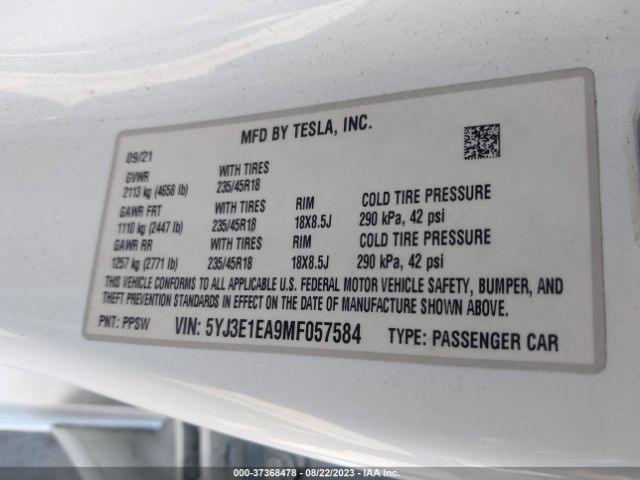 MFD BY TESLA, INC.
09/21
GVWR WITH TIRES
2113 kg (4658 lb) 235/45R18
GAWR FRT WITH TIRES RIM COLD TIRE PRESSURE
1110 kg (2447 lb) 235/45R18 18X8.5J 290 kPa, 42 psi
GAWR RR WITH TIRES RIM COLD TIRE PRESSURE
1257 kg (2771 lb) 235/45R18 18X8.5J 290 kPa, 42 psi
THIS VEHICLE CONFORMS TO ALL APPLICABLE U.S. FEDERAL MOTOR VEHICLE SAFETY, BUMPER, AND
THEFT PREVENTION STANDARDS IN EFFECT ON THE DATE OF MANUFACTURE SHOWN ABOVE.
PNT: PPSW VIN: 5YJ3E1EA9MF057584 TYPE: PASSENGER CAR
000-37368478 - 08/22/2023 - IAA Inc.